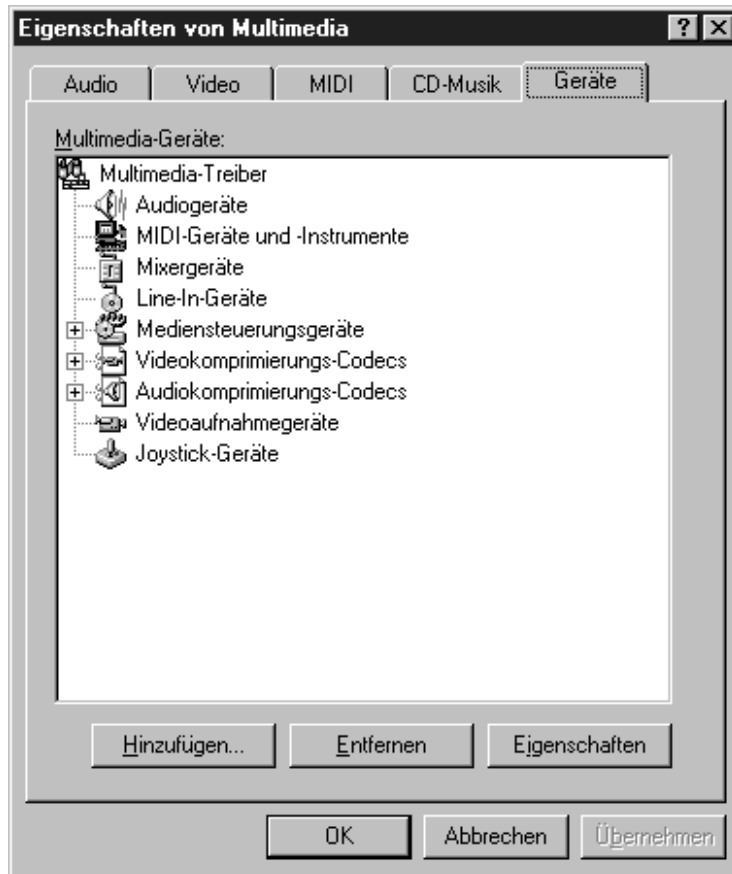 Eigenschaften von Multimedia
Audio Video MIDI CD-Musik Geräte
Multimedia-Geräte:
Multimedia-Treiber
Audiogeräte
MIDI-Geräte und -Instrumente
Mixergeräte
Line-In-Geräte
Mediensteuerungsgeräte
Videokomprimierungs-Codecs
Audiokomprimierungs-Codecs
Videoaufnahmegeräte
Joystick-Geräte
Hinzufügen... Entfernen Eigenschaften
OK Abbrechen Übernehmen